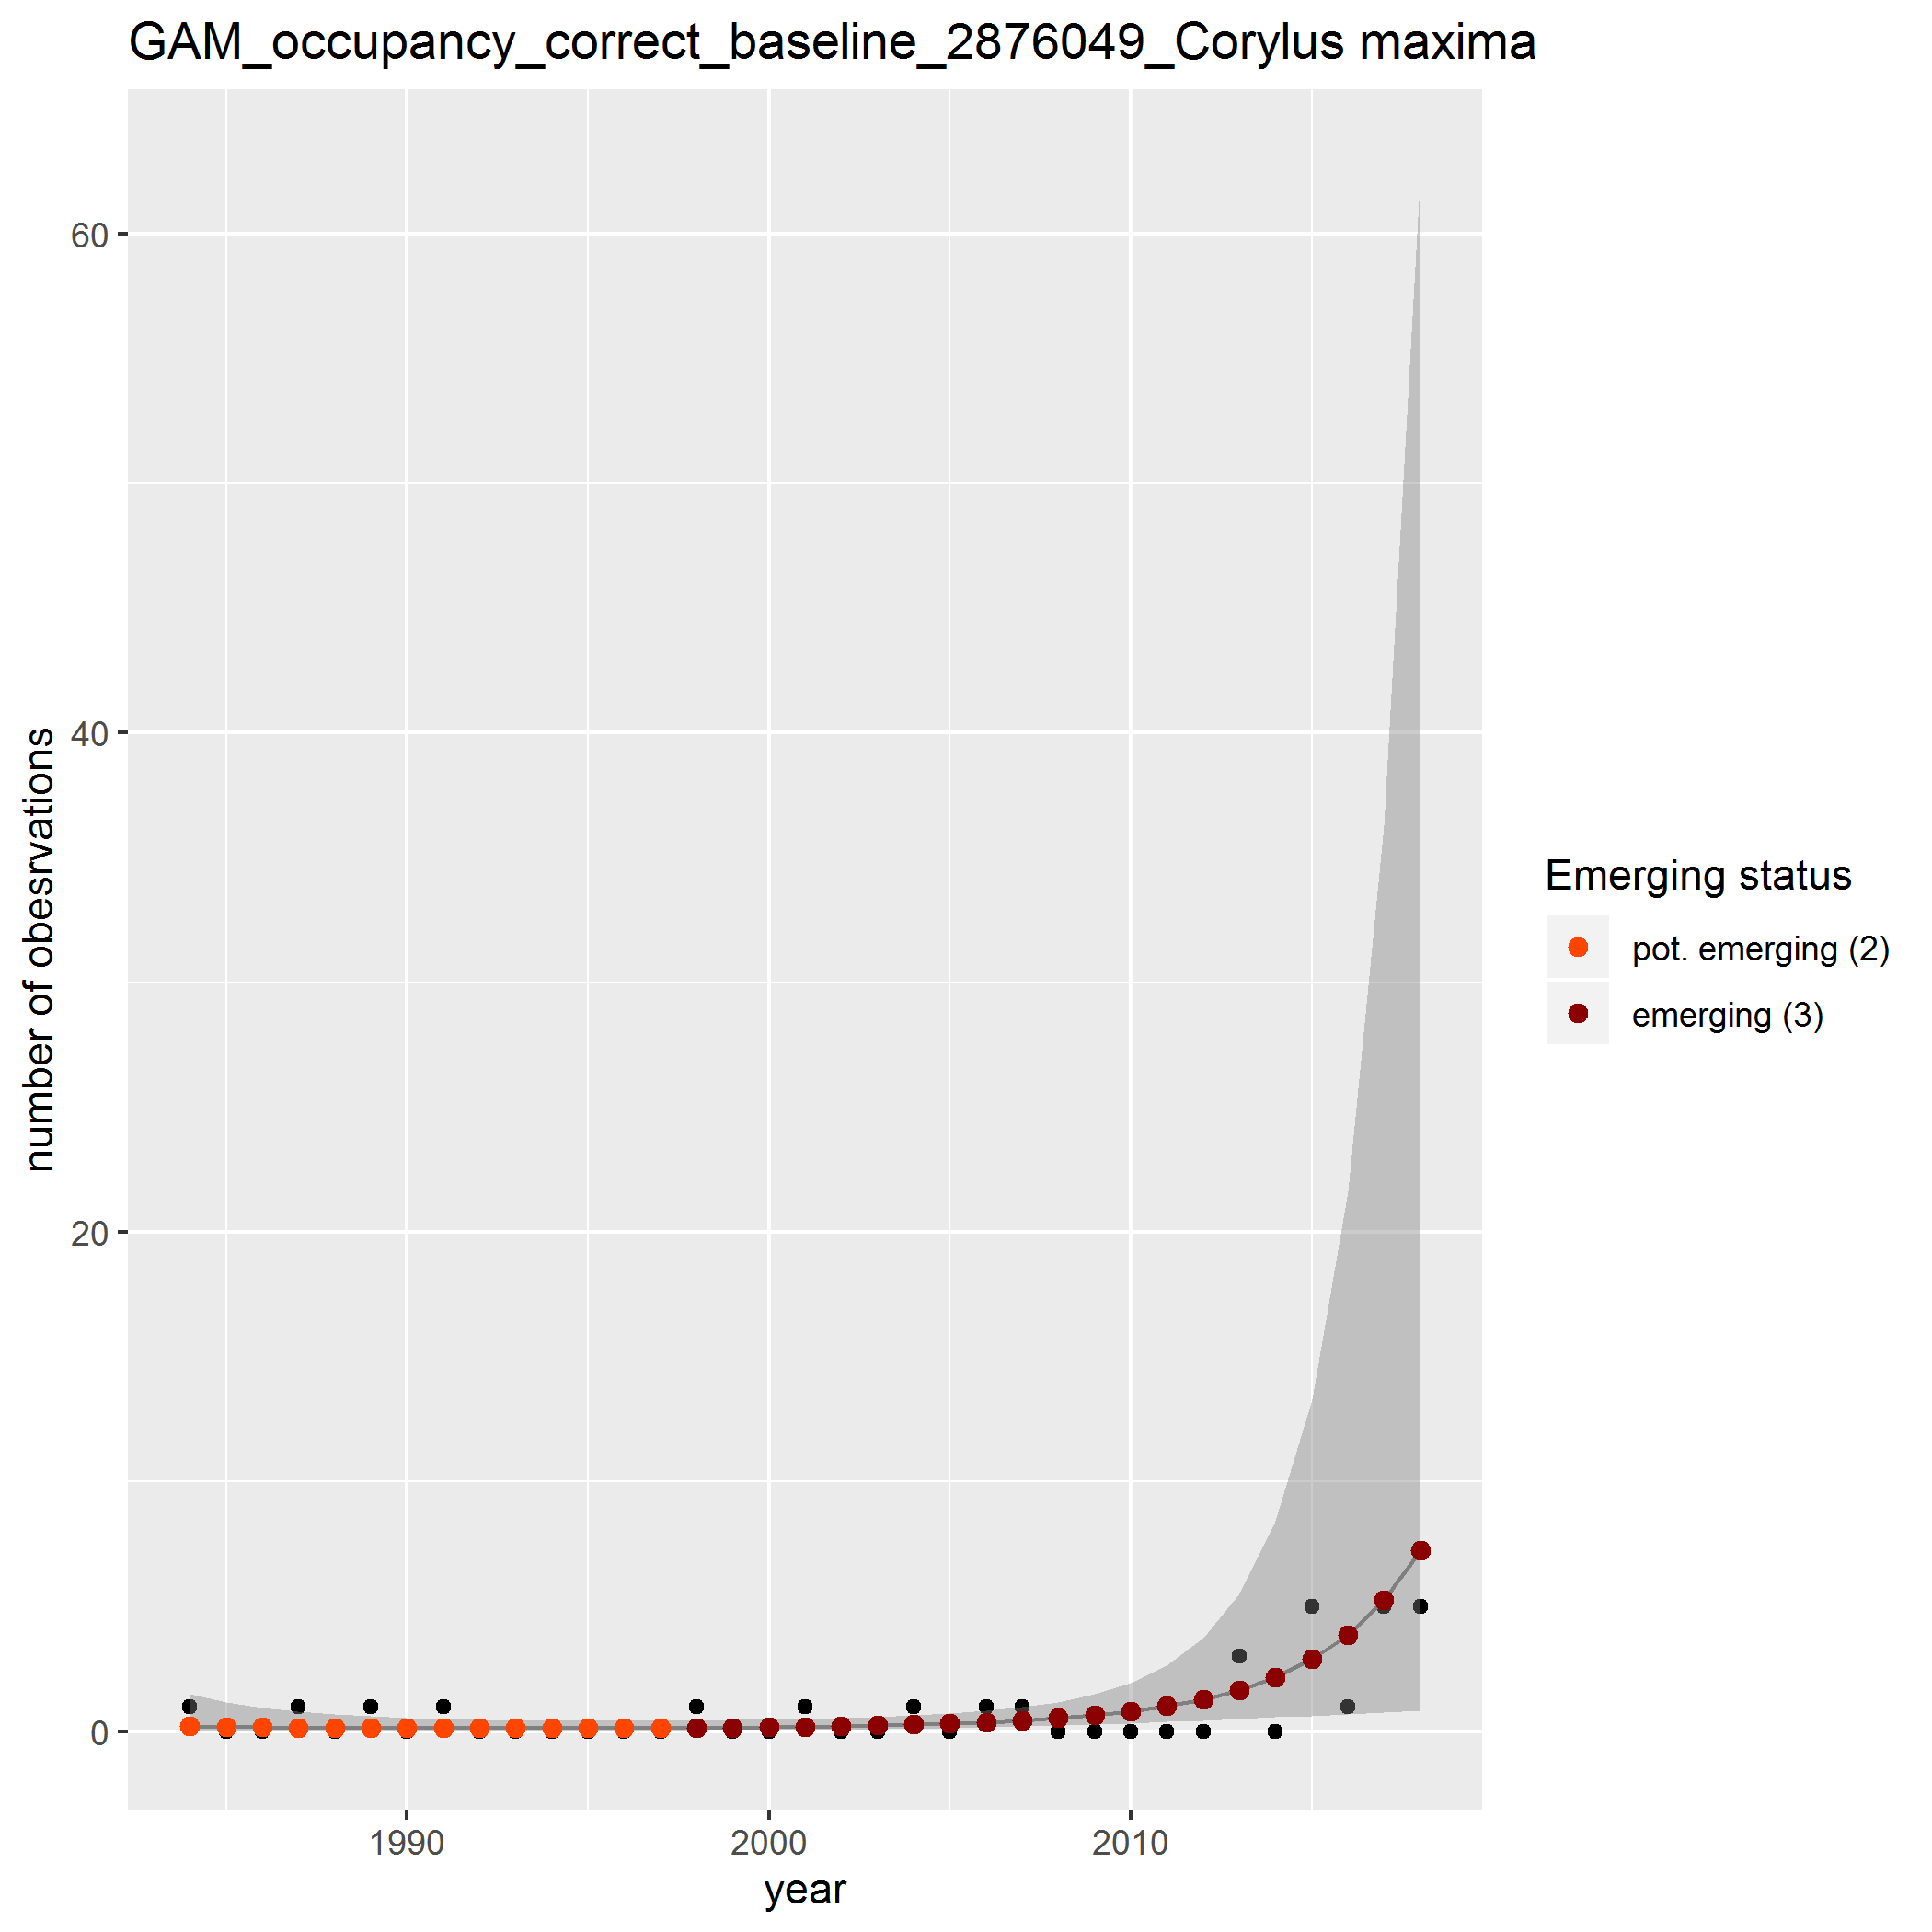 GAM_occupancy_correct_baseline_2876049_Corylus maxima
60
40
20
0
number of obesrvations
1990
2000
2010
year
Emerging status
pot. emerging (2)
emerging (3)